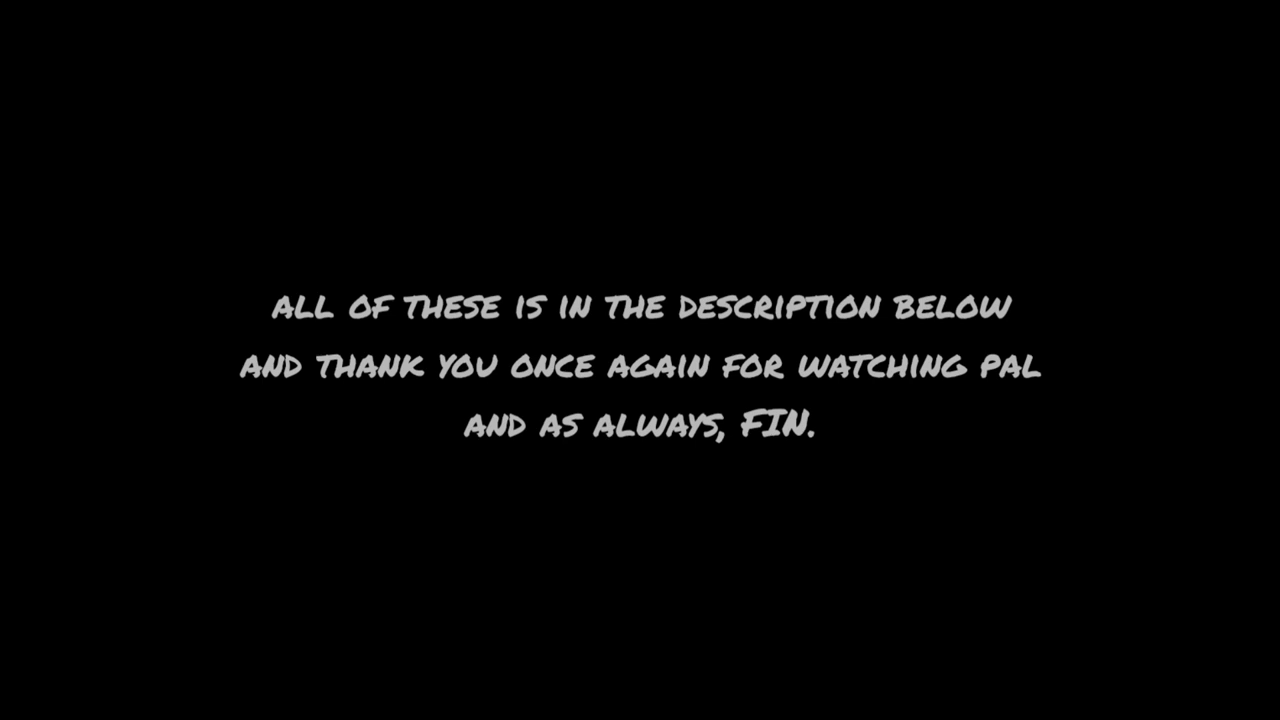 ALL OF THESE IS IN THE DESCRIPTION BELOW
AND THANK YOU ONCE AGAIN FOR WATCHING PAL
AND AS ALWAYS, FIN.